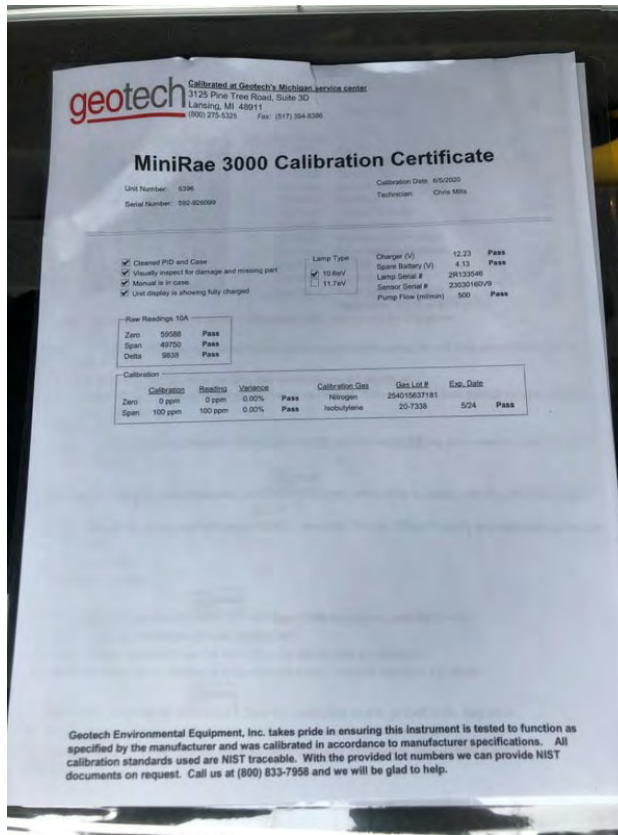 geotech
Calibrated at Geotech's Michigan service center
3125 Pine Tree Road, Suite 3D
Lansing, MI 48911
(800) 275-5325 Fax: (517) 394-8386
MiniRae 3000 Calibration Certificate
Unit Number: 6396 Calibration Date 6/5/2020
Serial Number: 592-926099 Technician: Chris Mills
Cleaned PID and Case
Visually inspect for damage and missing part
Manual is in case.
Unit display is showing fully charged
Lamp Type
10.6eV
11.7eV
Charger (V) 12.23 Pass
Spare Battery (V) 4.13 Pass
Lamp Serial # 2R133546
Sensor Serial # 23030160V9
Pump Flow (ml/min) 500 Pass
Raw Readings 10A
Zero 59588 Pass
Span 49750 Pass
Delta 9838 Pass
Calibration
Calibration Reading Variance Calibration Gas Gas Lot # Exp. Date
Zero 0 ppm 0 ppm 0.00% Pass Nitrogen 254015637181
Span 100 ppm 100 ppm 0.00% Pass Isobutylene 20-7338 5/24 Pass
Geotech Environmental Equipment, Inc. takes pride in ensuring this instrument is tested to function as
specified by the manufacturer and was calibrated in accordance to manufacturer specifications. All
calibration standards used are NIST traceable. With the provided lot numbers we can provide NIST
documents on request. Call us at (800) 833-7958 and we will be glad to help.